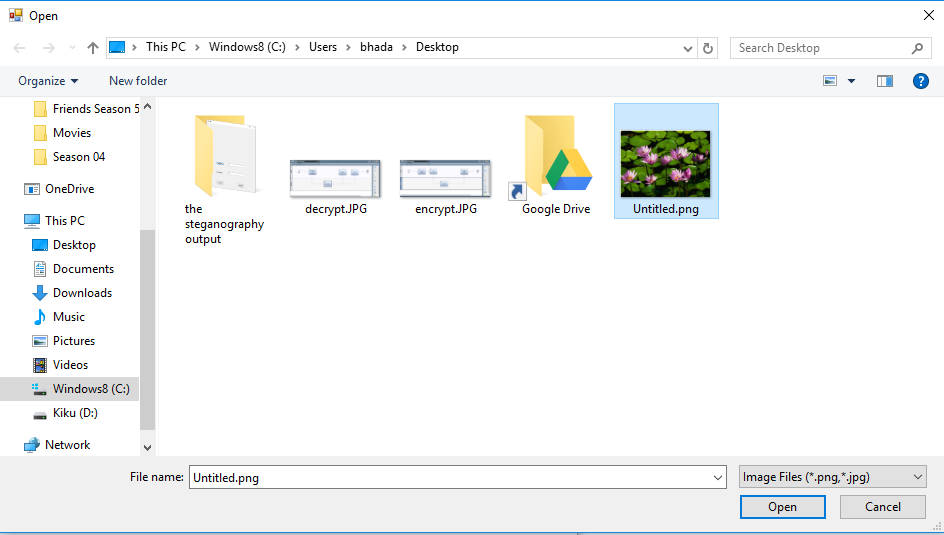 Open
This PC > Windows8 (C:) > Users > bhada > Desktop
Search Desktop
Organize
New folder
?
Friends Season 5
Movies
Season 04
OneDrive
This PC
Desktop
Documents
Downloads
Music
Pictures
Videos
Windows8 (C:)
Kiku (D:)
Network
the
steganography
output
decrypt.JPG
encrypt.JPG
Google Drive
Untitled.png
File name: Untitled.png
Image Files (*.png,*.jpg)
Open
Cancel